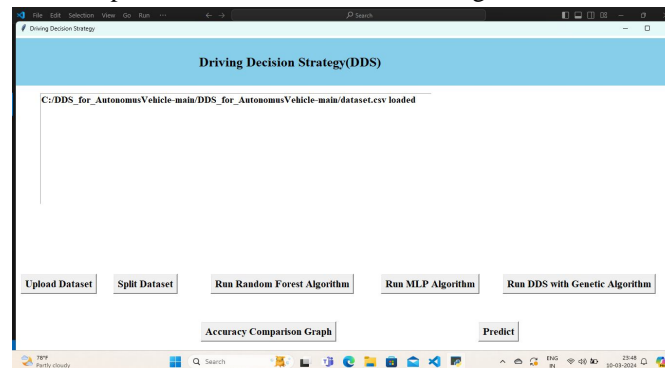 File Edit Selection View Go Run ... Search
Driving Decision Strategy
Driving Decision Strategy(DDS)
C:/DDS_for_AutonomusVehicle-main/DDS_for_AutonomusVehicle-main/dataset.csv loaded
Upload Dataset Split Dataset Run Random Forest Algorithm Run MLP Algorithm Run DDS with Genetic Algorithm
Accuracy Comparison Graph Predict
78°F Search ENG 23:48
Partly cloudy IN 10-03-2024